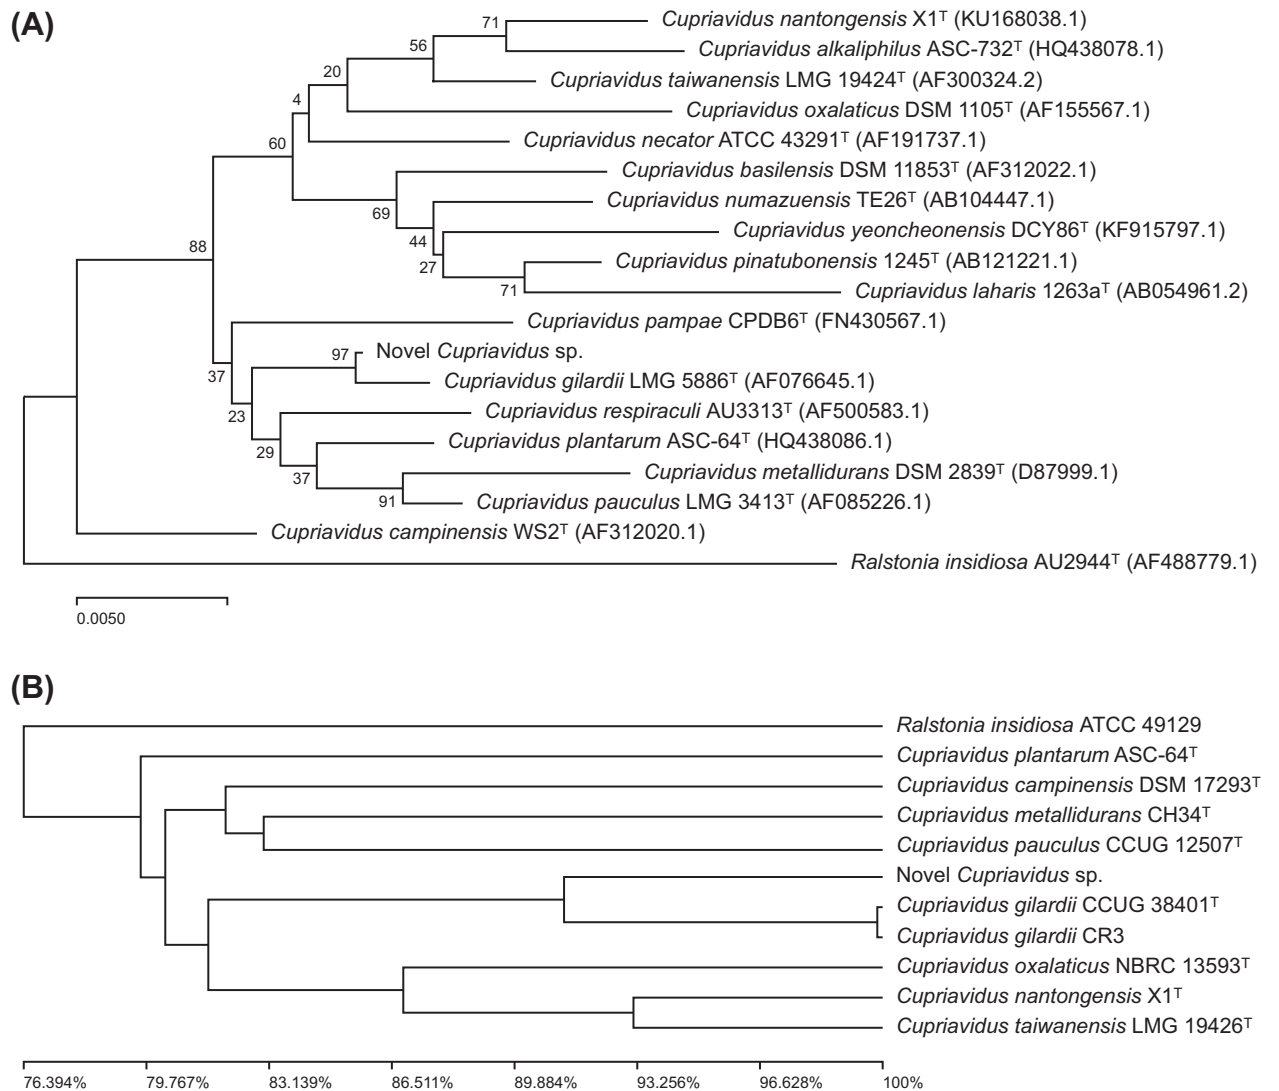 (A)
71
Cupriavidus nantongensis X1ᵀ (KU168038.1)
56
Cupriavidus alkaliphilus ASC-732ᵀ (HQ438078.1)
20
Cupriavidus taiwanensis LMG 19424ᵀ (AF300324.2)
4
Cupriavidus oxalaticus DSM 1105ᵀ (AF155567.1)
60
Cupriavidus necator ATCC 43291ᵀ (AF191737.1)
Cupriavidus basilensis DSM 11853ᵀ (AF312022.1)
69
Cupriavidus numazuensis TE26ᵀ (AB104447.1)
44
Cupriavidus yeoncheonensis DCY86ᵀ (KF915797.1)
88
27
Cupriavidus pinatubonensis 1245ᵀ (AB121221.1)
71
Cupriavidus laharis 1263aᵀ (AB054961.2)
Cupriavidus pampae CPDB6ᵀ (FN430567.1)
97
Novel Cupriavidus sp.
37
Cupriavidus gilardii LMG 5886ᵀ (AF076645.1)
23
Cupriavidus respiraculi AU3313ᵀ (AF500583.1)
29
Cupriavidus plantarum ASC-64ᵀ (HQ438086.1)
37
Cupriavidus metallidurans DSM 2839ᵀ (D87999.1)
91
Cupriavidus pauculus LMG 3413ᵀ (AF085226.1)
Cupriavidus campinensis WS2ᵀ (AF312020.1)
Ralstonia insidiosa AU2944ᵀ (AF488779.1)
0.0050
(B)
Ralstonia insidiosa ATCC 49129
Cupriavidus plantarum ASC-64ᵀ
Cupriavidus campinensis DSM 17293ᵀ
Cupriavidus metallidurans CH34ᵀ
Cupriavidus pauculus CCUG 12507ᵀ
Novel Cupriavidus sp.
Cupriavidus gilardii CCUG 38401ᵀ
Cupriavidus gilardii CR3
Cupriavidus oxalaticus NBRC 13593ᵀ
Cupriavidus nantongensis X1ᵀ
Cupriavidus taiwanensis LMG 19426ᵀ
76.394% 79.767% 83.139% 86.511% 89.884% 93.256% 96.628% 100%